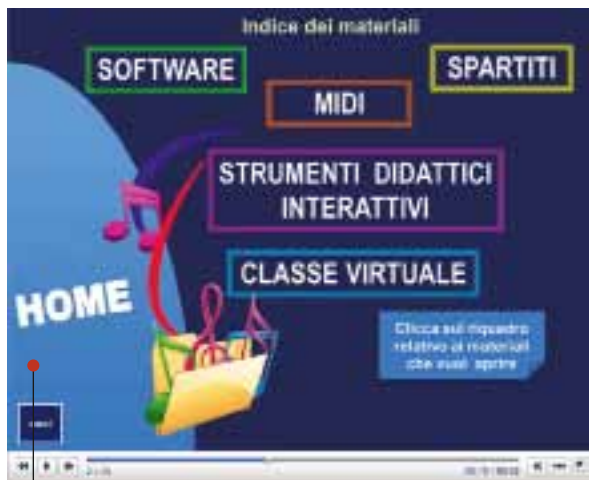 Indice dei materiali
SOFTWARE
SPARTITI
MIDI
STRUMENTI DIDATTICI
INTERATTIVI
CLASSE VIRTUALE
HOME
Clicca sul riquadro
relativo ai materiali
che vuoi aprire